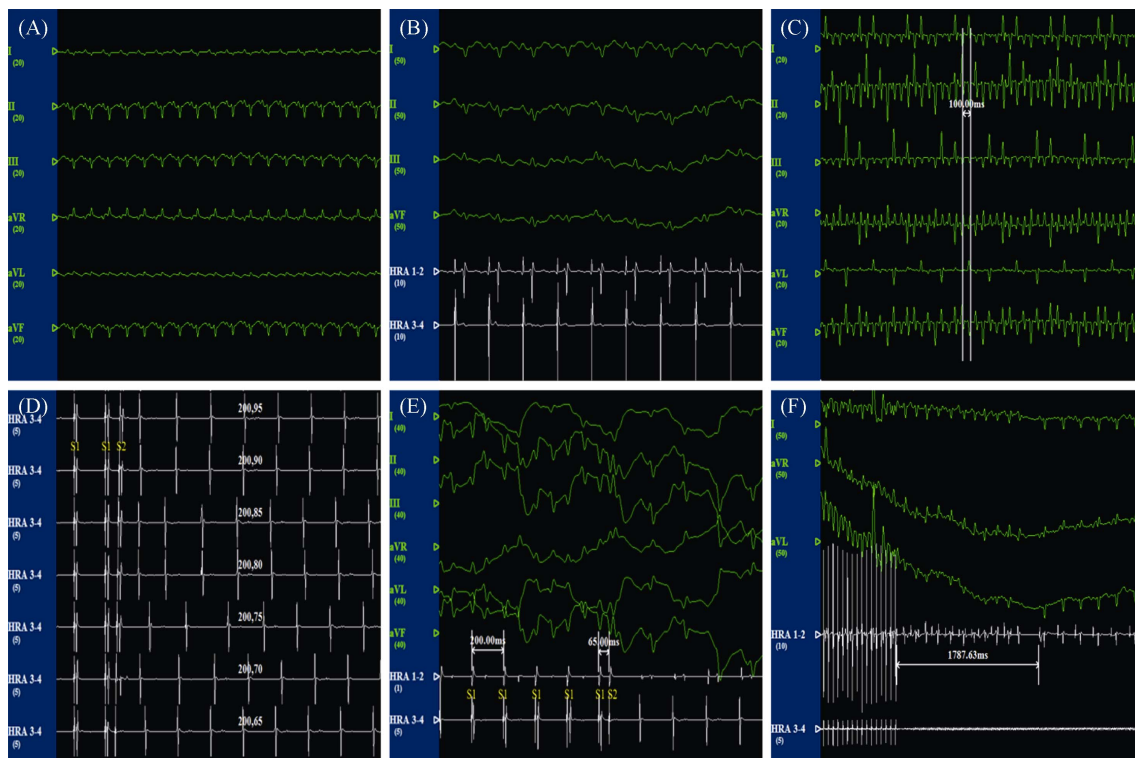 (A)
I
(20)
II
(20)
III
(20)
aVR
(20)
aVL
(20)
aVF
(20)
(B)
I
(50)
II
(50)
III
(50)
aVF
(50)
HRA 1-2
(10)
HRA 3-4
(10)
(C)
I
(20)
II
(20)
100.00ms
III
(20)
aVR
(20)
aVL
(20)
aVF
(20)
(D)
HRA 3-4
(5)
200,95
S1 S1 S2
HRA 3-4
(5)
200,90
HRA 3-4
(5)
200,85
HRA 3-4
(5)
200,80
HRA 3-4
(5)
200,75
HRA 3-4
(5)
200,70
HRA 3-4
(5)
200,65
(E)
I
(40)
II
(40)
III
(40)
aVR
(40)
aVL
(40)
aVF
(40)
200.00ms 65.00ms
HRA 1-2
(1)
S1 S1 S1 S1 S1 S2
HRA 3-4
(5)
(F)
I
(50)
aVR
(50)
aVL
(50)
HRA 1-2
(10)
1787.63ms
HRA 3-4
(5)